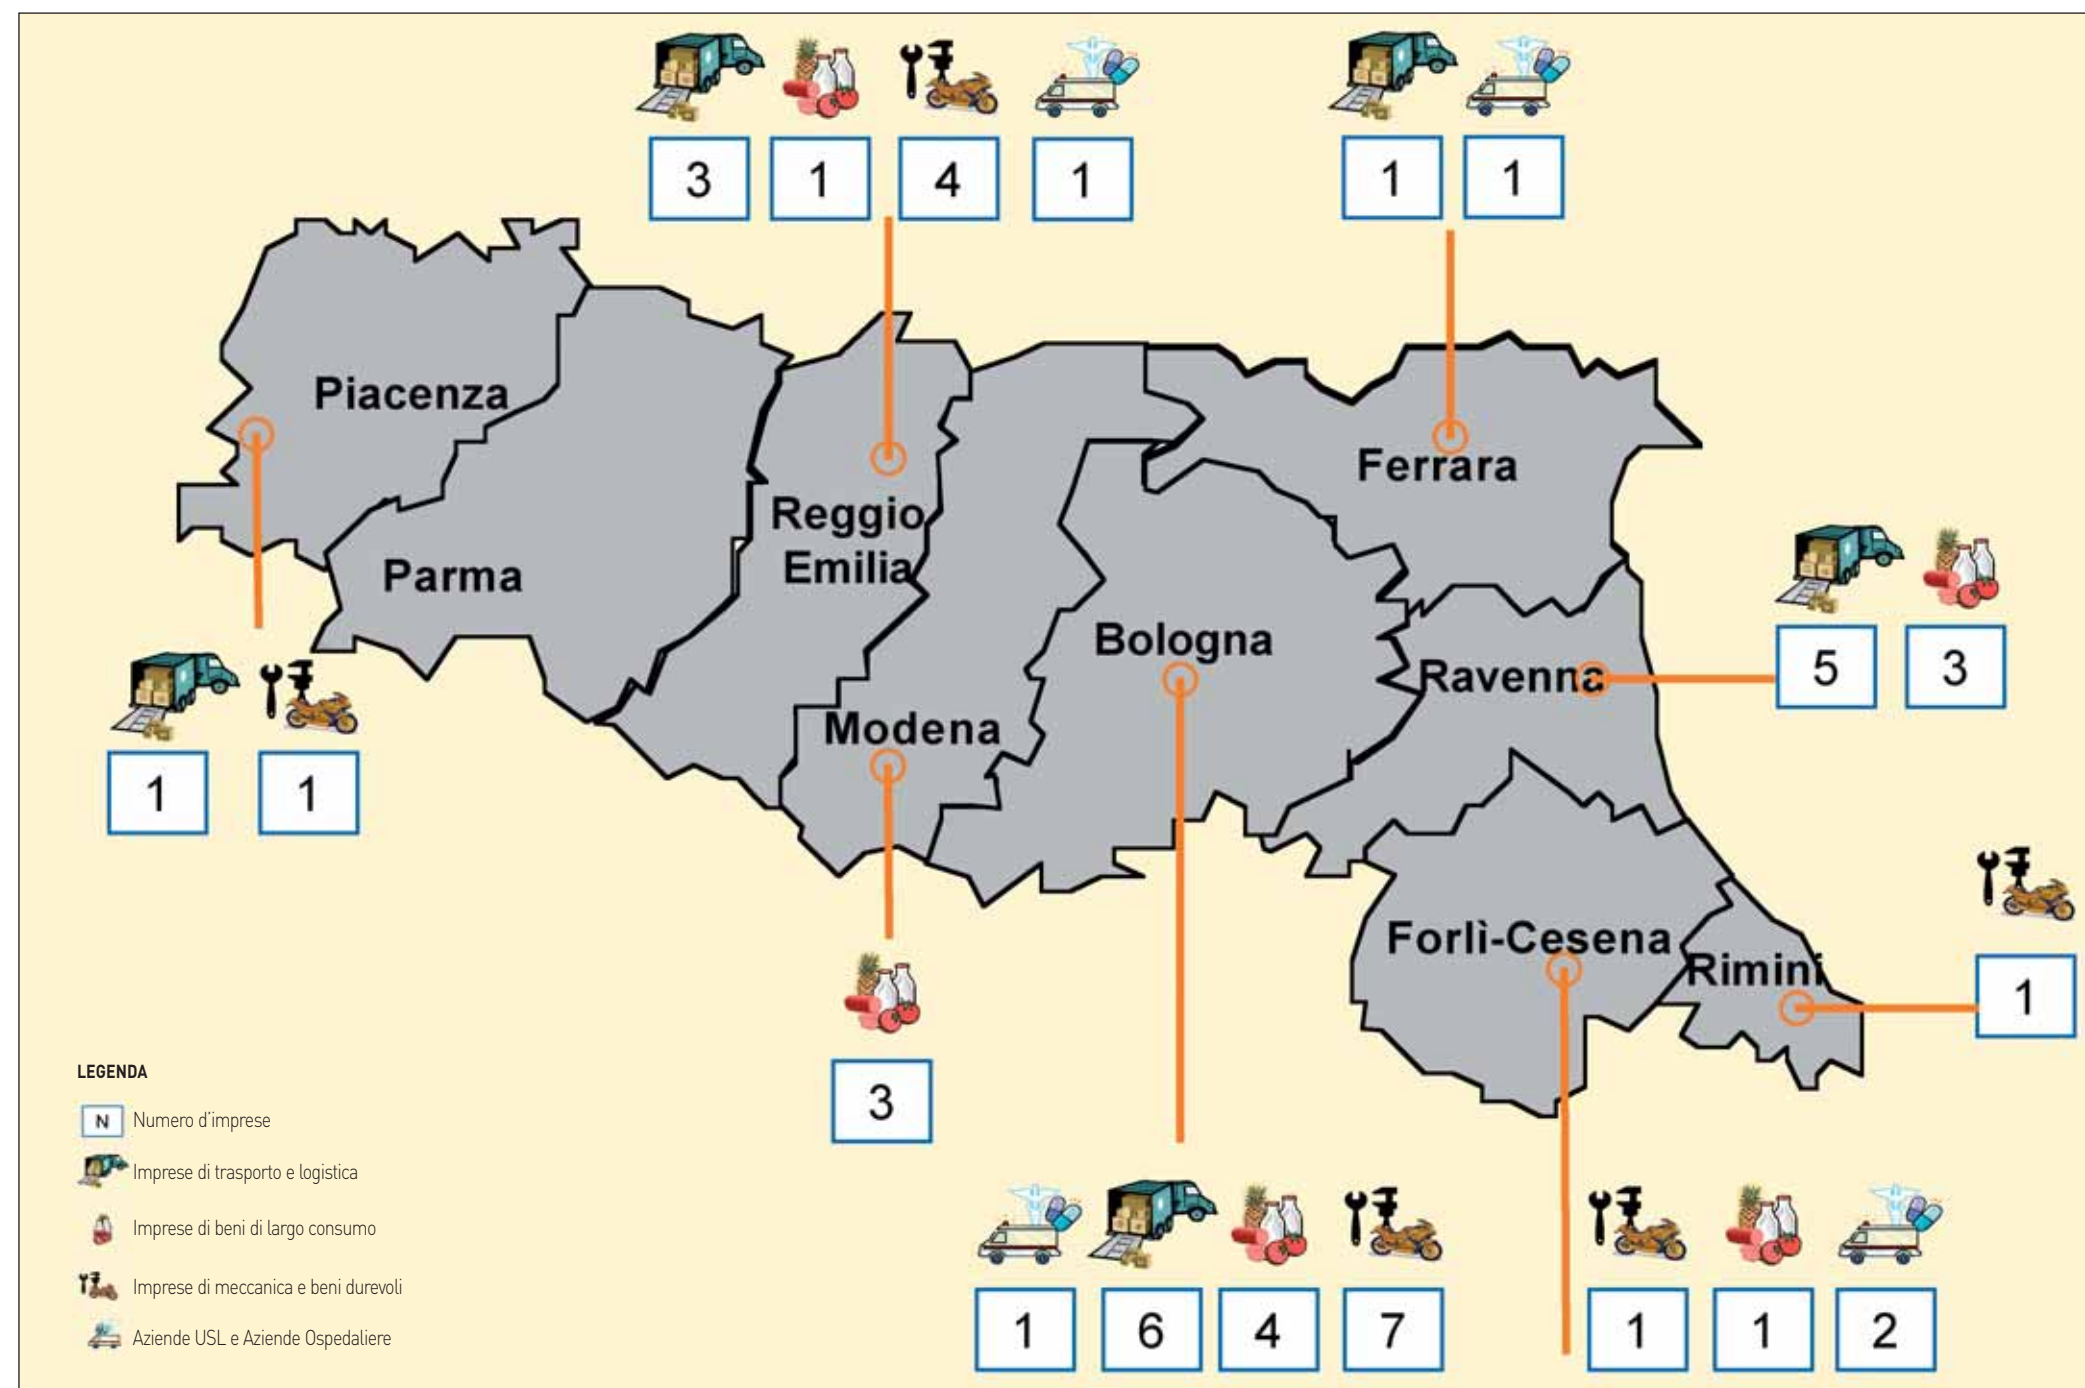 3 1 4 1
1 1
Piacenza
Ferrara
Reggio
Emilia
Parma
Bologna
5 3
Ravenna
Modena
1 1
Forlì-Cesena
Rimini
1
3
1 6 4 7
1 1 2
LEGENDA
N Numero d'imprese
Imprese di trasporto e logistica
Imprese di beni di largo consumo
Imprese di meccanica e beni durevoli
Aziende USL e Aziende Ospedaliere